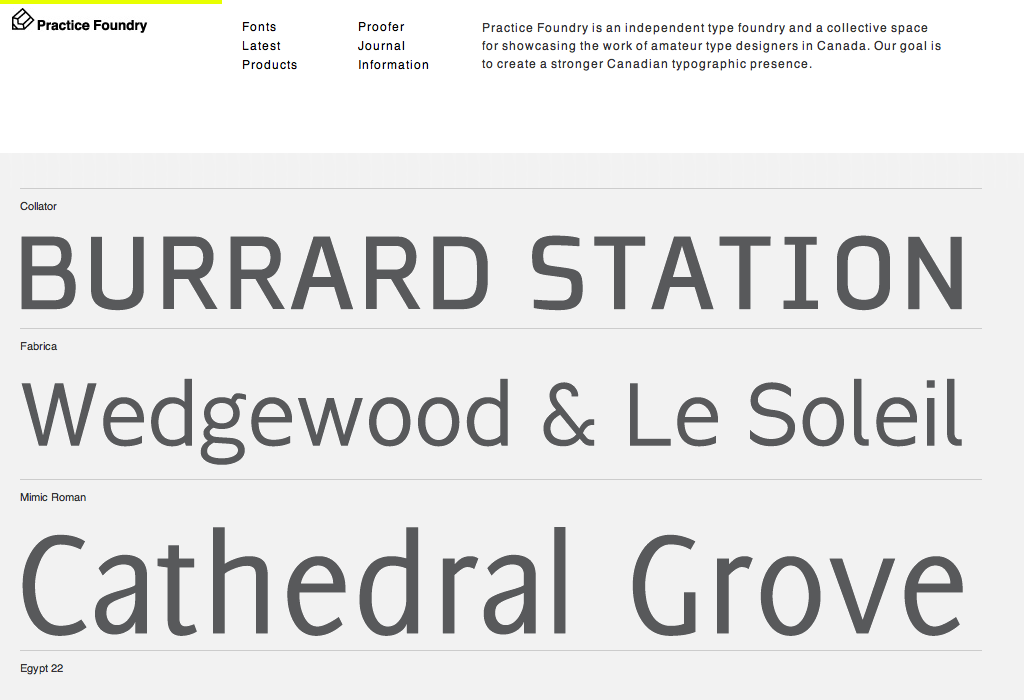 Practice Foundry
Fonts
Latest
Products
Proofer
Journal
Information
Practice Foundry is an independent type foundry and a collective space
for showcasing the work of amateur type designers in Canada. Our goal is
to create a stronger Canadian typographic presence.
Collator
BURRARD STATION
Fabrica
Wedgewood & Le Soleil
Mimic Roman
Cathedral Grove
Egypt 22